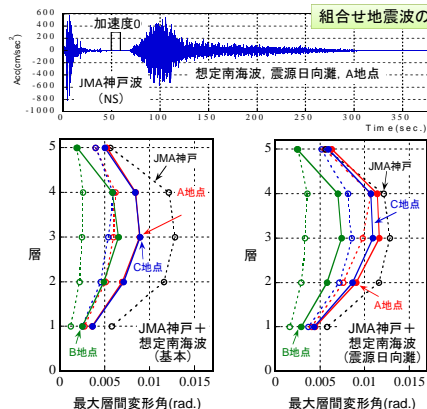 組合せ地震波の
Acc(cm/sec²)
600
400
200
0
-200
-400
-600
-800
-1000
加速度0
JMA神戸波
(NS)
想定南海波, 震源日向灘, A地点
0 50 100 150 200 250 300 350
Time(sec.)
層
5
4
3
2
1
0 0.005 0.01 0.015
JMA神戸
A地点
C地点
B地点
JMA神戸＋
想定南海波
(基本)
最大層間変形角(rad.)
層
5
4
3
2
1
0 0.005 0.01 0.015
JMA神戸
C地点
A地点
B地点
JMA神戸＋
想定南海波
(震源日向灘)
最大層間変形角(rad.)